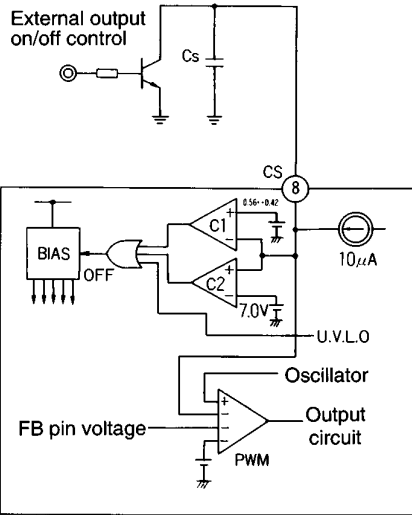 External output
on/off control
Cs
CS
8
0.56↔0.42
+
C1
−
10μA
BIAS
OFF
+
C2
−
7.0V
U.V.L.O
Oscillator
+
−
FB pin voltage
−
−
Output
circuit
PWM